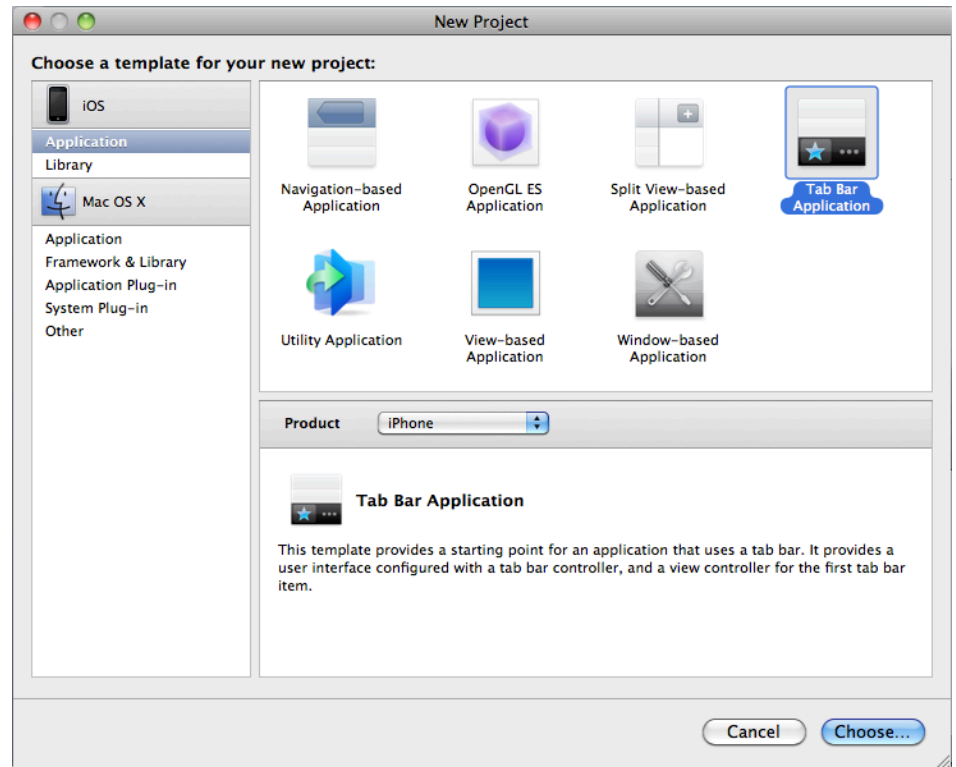 New Project
Choose a template for your new project:
iOS
Application
Library
Mac OS X
Application
Framework & Library
Application Plug-in
System Plug-in
Other
Navigation-based
Application
OpenGL ES
Application
Split View-based
Application
Tab Bar
Application
Utility Application
View-based
Application
Window-based
Application
Product
iPhone
Tab Bar Application
This template provides a starting point for an application that uses a tab bar. It provides a
user interface configured with a tab bar controller, and a view controller for the first tab bar
item.
Cancel
Choose...